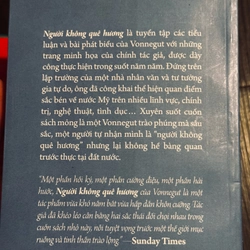 Người không quê hương là tuyển tập các tiểu
luận và bài phát biểu của Vonnegut với những
trang minh họa của chính tác giả, được dày
công thực hiện trong suốt năm năm. Đứng trên
lập trường của một nhà nhân văn và tư tưởng
tự do, ông đã công khai thể hiện quan điểm
sắc bén về nước Mỹ trên nhiều lĩnh vực, chính
trị, nghệ thuật, tình dục... Xuyên suốt cuốn
sách mỏng là một Vonnegut trào phúng mà sầu
sắc, một người tự nhận mình là "người không
quê hương" nhưng lại không hề bàng quan
trước thực tại đất nước.
"Một phần hồi ký, một phần cương điệu, một phần hài
hước, Người không quê hương của Vonnegut là một
tác phẩm vừa khó nắm bắt vừa hấp dẫn khôn cưỡng. Tác
giả đã khéo léo cân bằng hai sắc thái đối chọi nhau trong
cuốn sách nhỏ này, nỗi tuyệt vọng trước một thế giới mục
ruỗng và tinh thần trào lộng"—Sunday Times